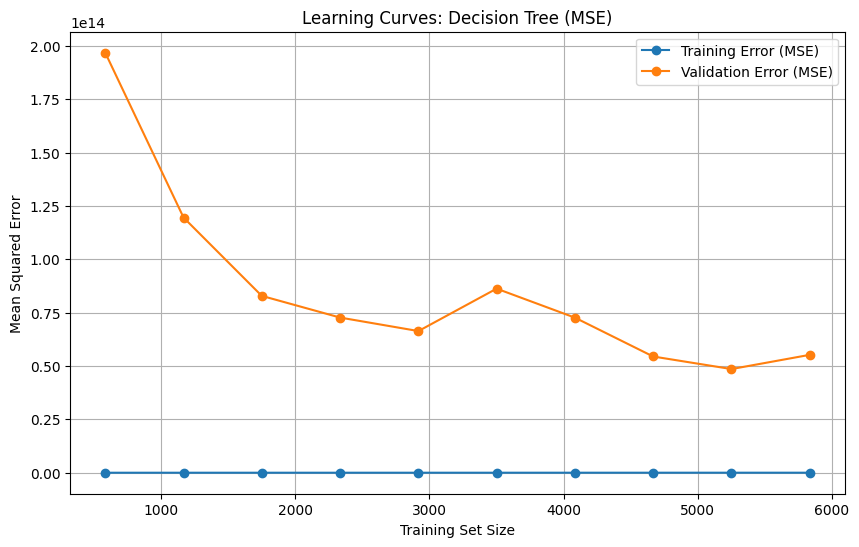 Learning Curves: Decision Tree (MSE)
1e14
Training Error (MSE)
Validation Error (MSE)
Mean Squared Error
2.00
1.75
1.50
1.25
1.00
0.75
0.50
0.25
0.00
1000 2000 3000 4000 5000 6000
Training Set Size